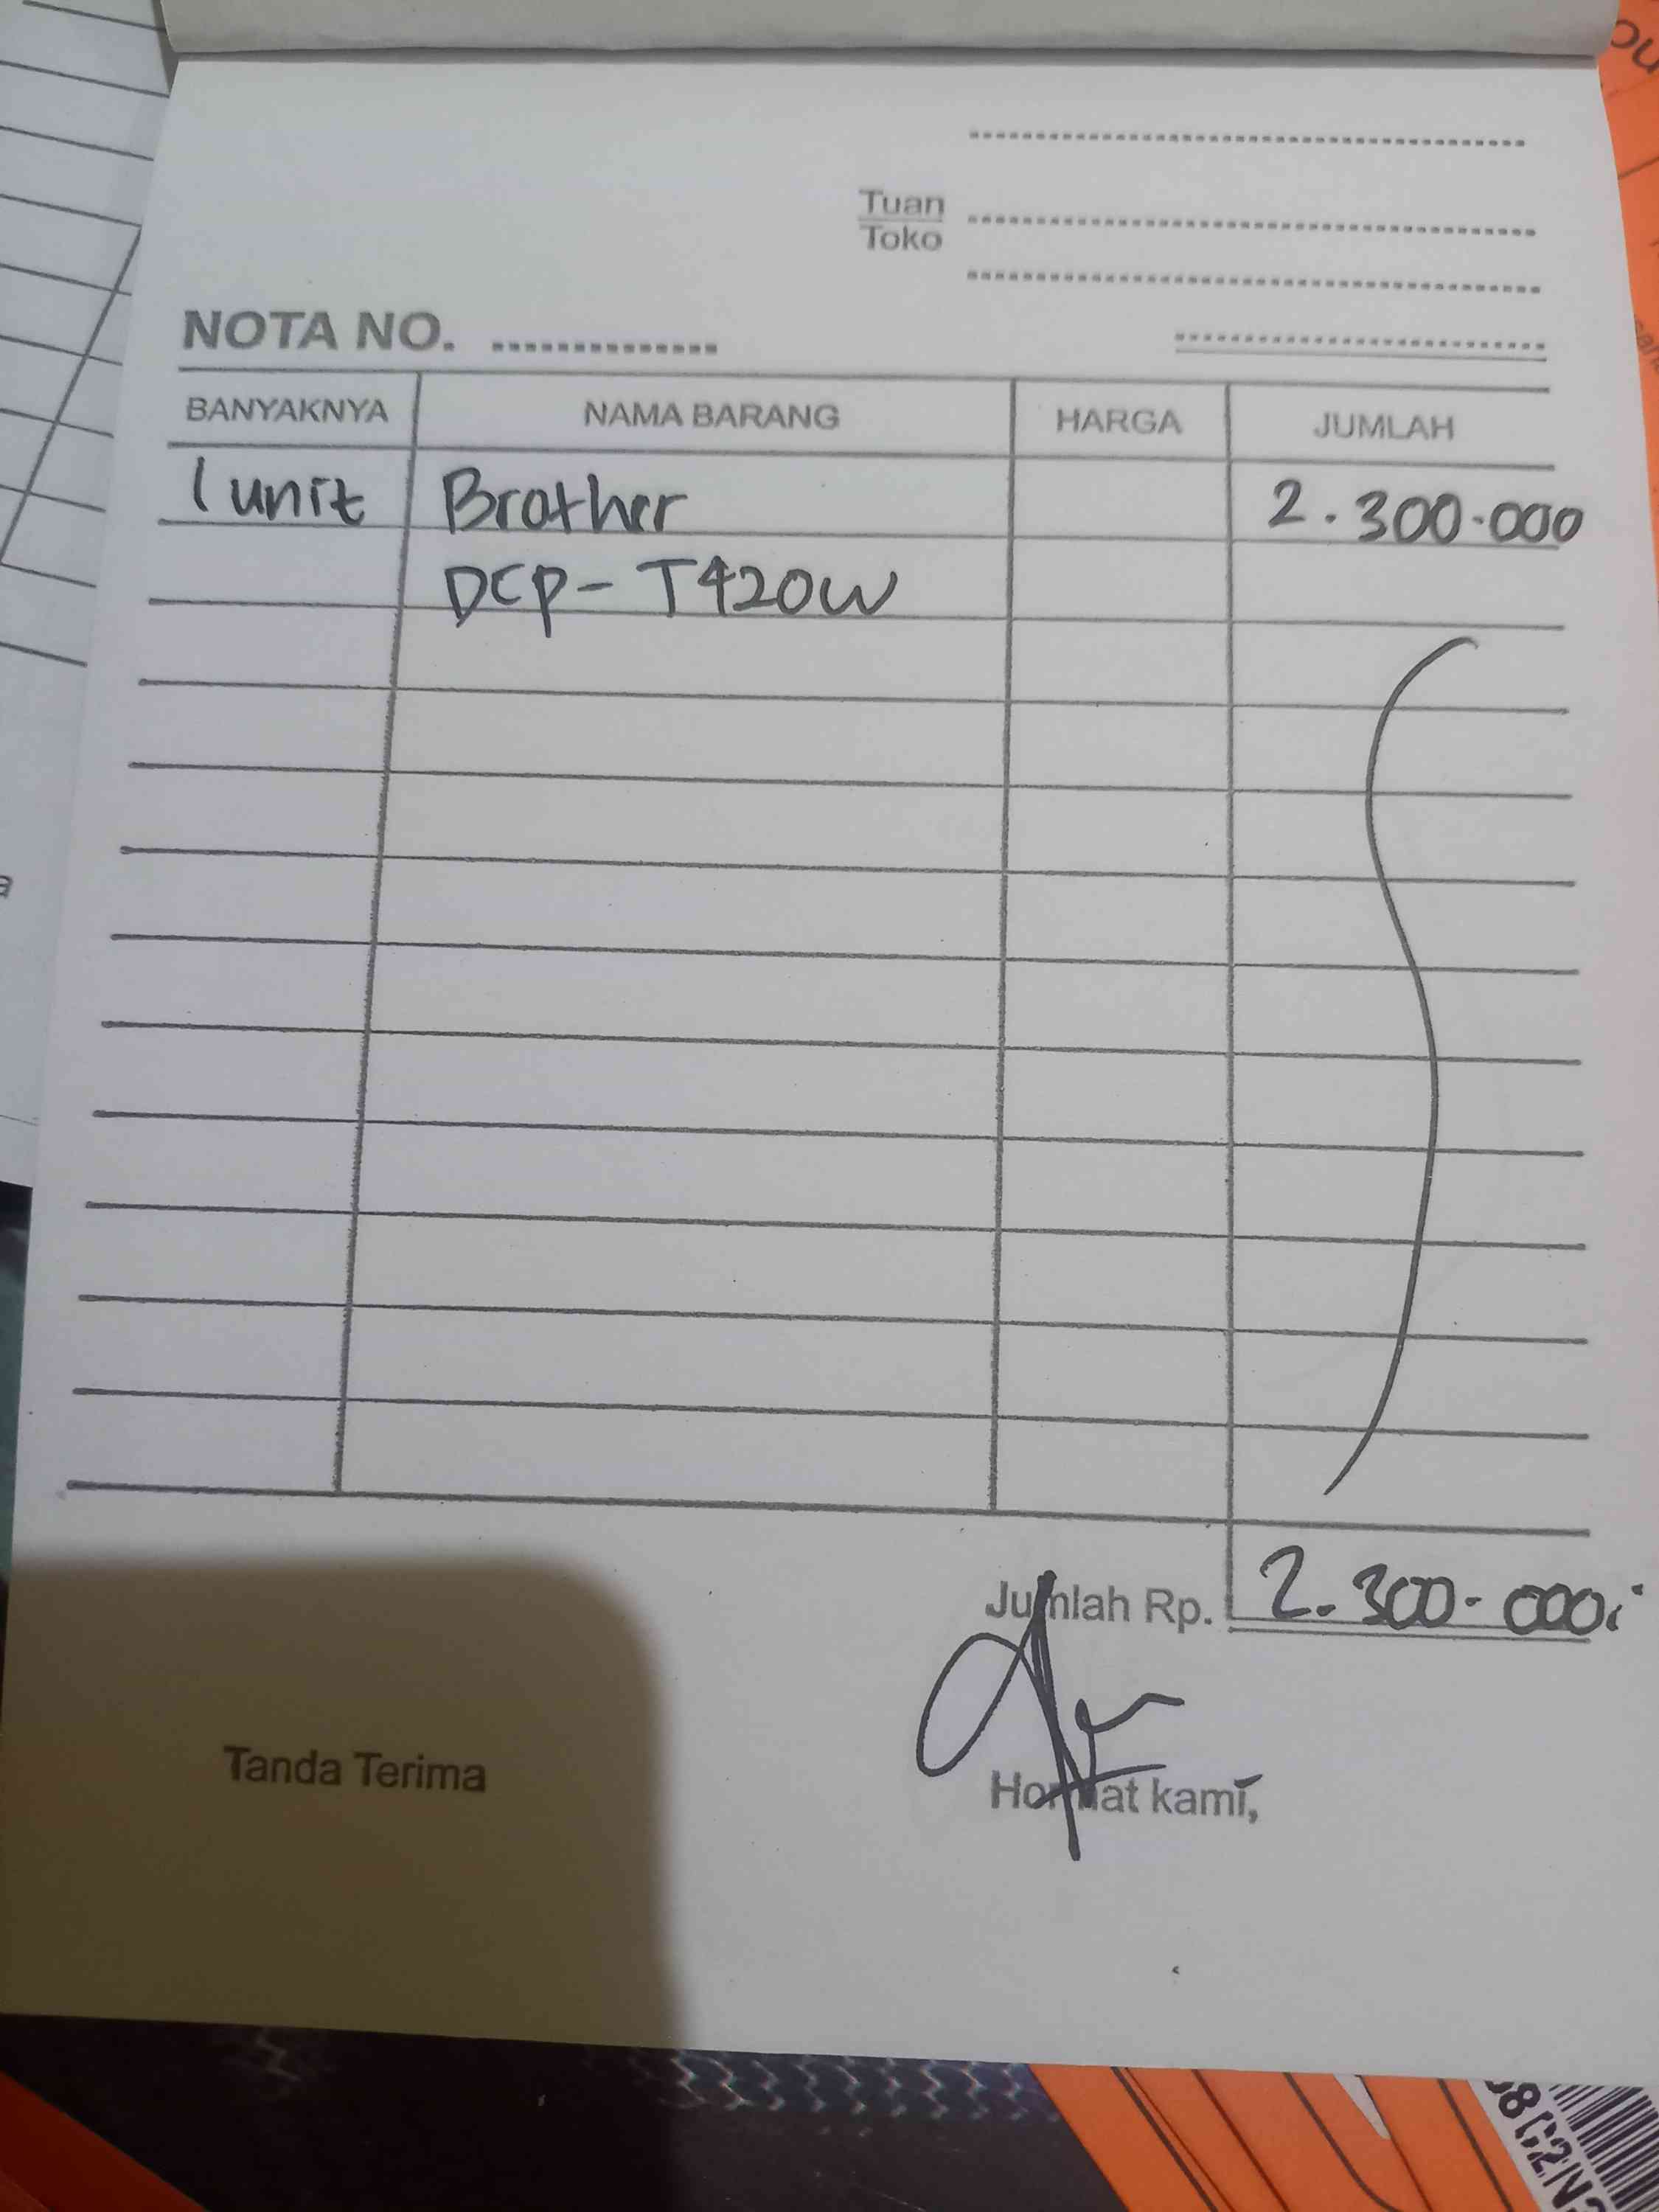 Tuan
Toko
NOTA NO.
BANYAKNYA NAMA BARANG HARGA JUMLAH
1 unit Brother 2.300.000
DCP-T420W
Jumlah Rp. 2.300.000
Tanda Terima
Hormat kami,